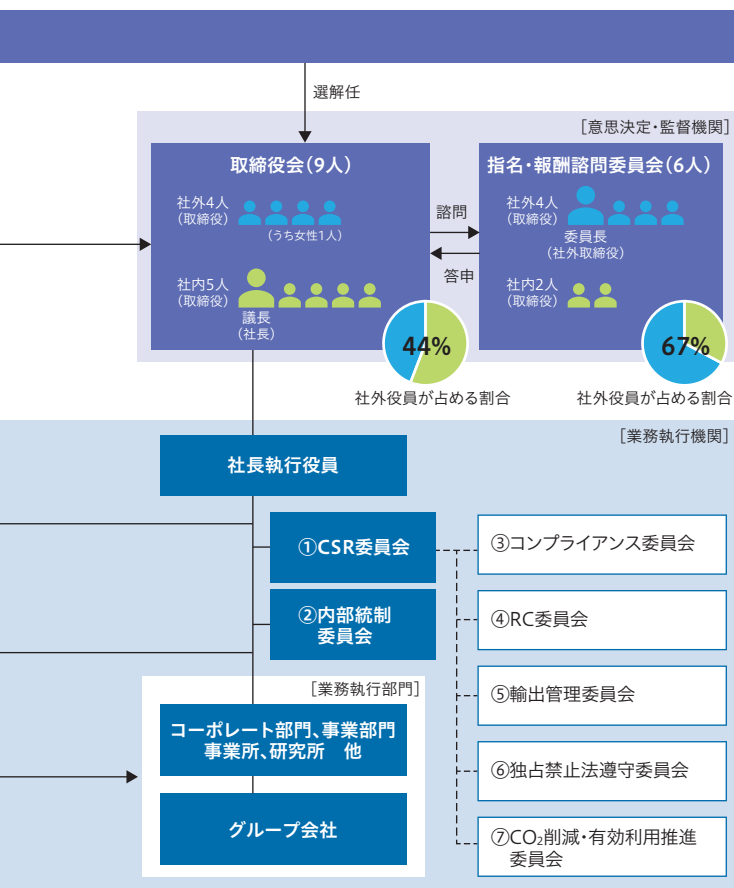 選解任
［意思決定・監督機関］
取締役会（9人）
社外4人
（取締役）
（うち女性1人）
社内5人
（取締役）
議長
（社長）
44%
社外役員が占める割合
諮問
答申
指名・報酬諮問委員会（6人）
社外4人
（取締役）
委員長
（社外取締役）
社内2人
（取締役）
67%
社外役員が占める割合
［業務執行機関］
社長執行役員
①CSR委員会
②内部統制
委員会
③コンプライアンス委員会
④RC委員会
⑤輸出管理委員会
⑥独占禁止法遵守委員会
⑦CO₂削減・有効利用推進
委員会
［業務執行部門］
コーポレート部門、事業部門
事業所、研究所　他
グループ会社